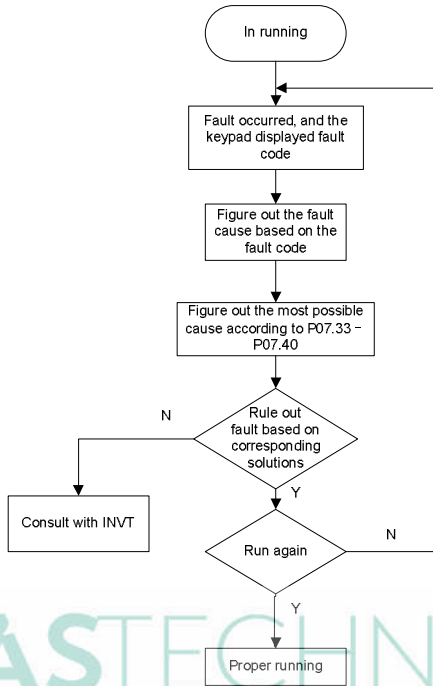 In running
Fault occurred, and the
keypad displayed fault
code
Figure out the fault
cause based on the
fault code
Figure out the most possible
cause according to P07.33 –
P07.40
Rule out
fault based on
corresponding
solutions
N
Y
Consult with INVT
Run again
N
Y
ASTECHN
Proper running